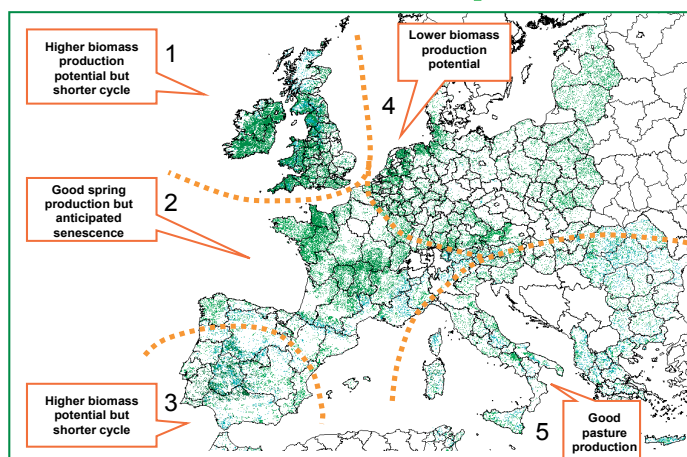 Higher biomass
production
potential but
shorter cycle
1
Lower biomass
production
potential
4
Good spring
production but
anticipated
senescence
2
Higher biomass
potential but
shorter cycle
3
5
Good
pasture
production